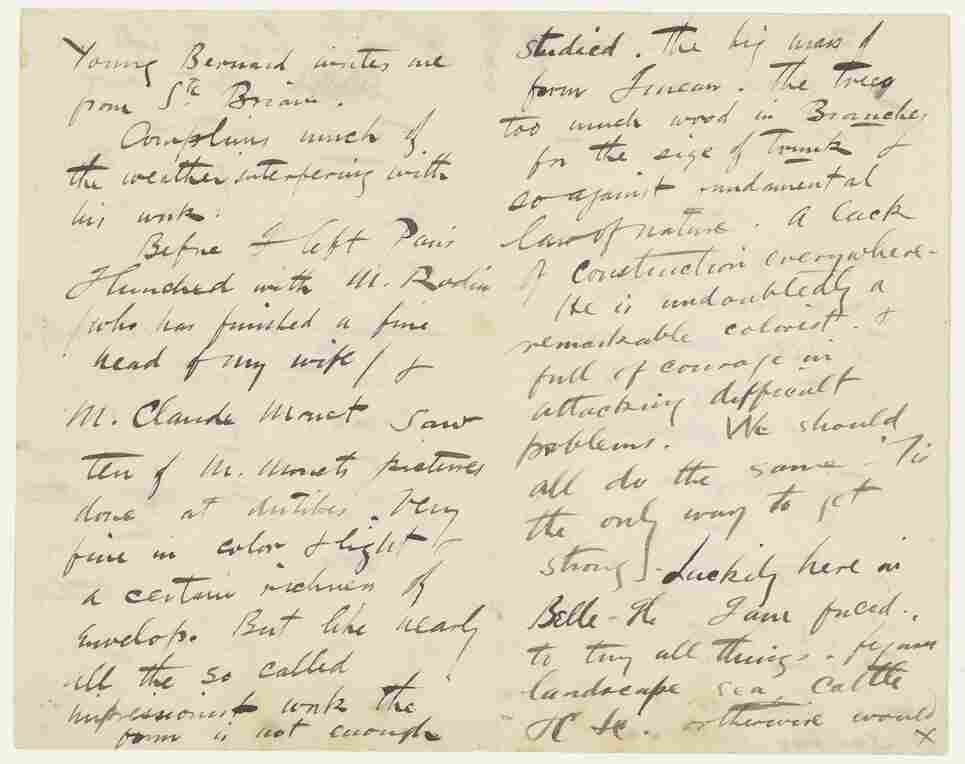 Young Bernard writes me
from St. Briac.
Complains much of
the weather interfering with
his work.
Before I left Paris
I lunched with M. Rodin
(who has finished a fine
head of my wife) &
M. Claude Monet saw
ten of M. Monet's pictures
done at Antibes. Very
fine in color & light &
a certain richness of
Envelop. But like nearly
all the so called
impressionist work the
form is not enough
studied. The big mass of
form . The trees
too much wood in Branches
for the size of Trunk &
so against fundamental
law of nature. A lack
of construction everywhere-
He is undoubtedly a
remarkable colorist. &
full of courage in
attacking difficult
problems. We should
all do the same. 'Tis
the only way to get
strong - Luckily here in
Belle-Ile I am forced.
to try all things.
landscape sea, Cattle
&c &c. otherwise would
X